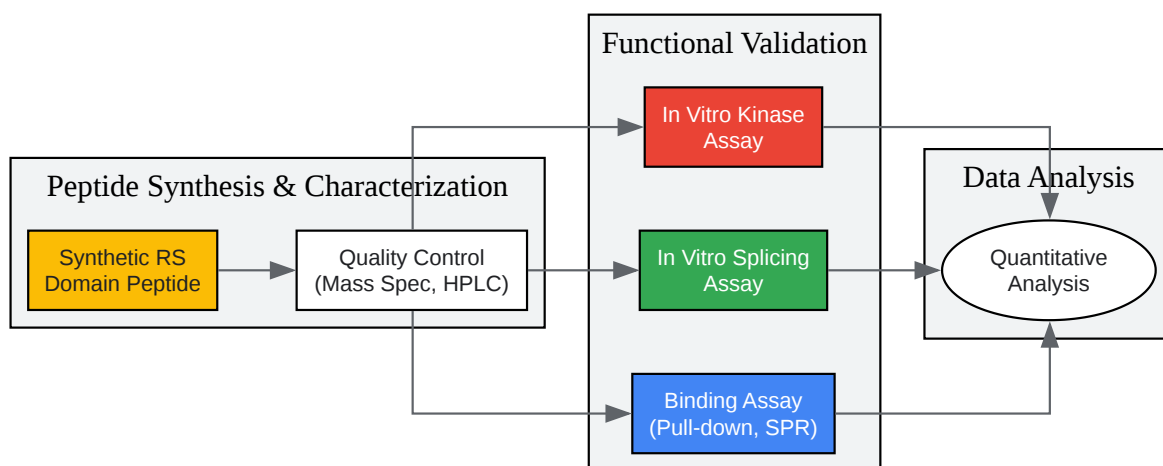 Functional Validation
In Vitro Kinase
Assay
Peptide Synthesis & Characterization
Data Analysis
Synthetic RS
Domain Peptide
Quality Control
(Mass Spec, HPLC)
In Vitro Splicing
Assay
Quantitative
Analysis
Binding Assay
(Pull-down, SPR)